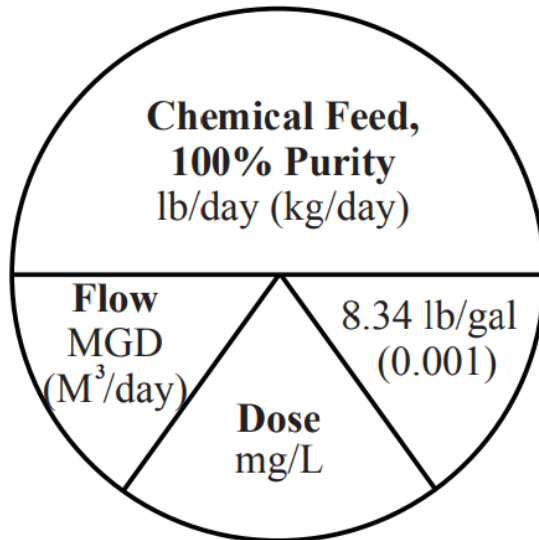 Chemical Feed,
100% Purity
lb/day (kg/day)
Flow
MGD
(M³/day)
8.34 lb/gal
(0.001)
Dose
mg/L